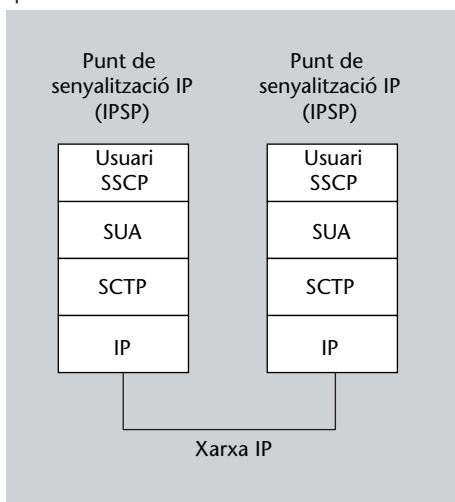 Punt de
senyalització IP
(IPSP)
Usuari
SSCP
SUA
SCTP
IP
Punt de
senyalització IP
(IPSP)
Usuari
SSCP
SUA
SCTP
IP
Xarxa IP